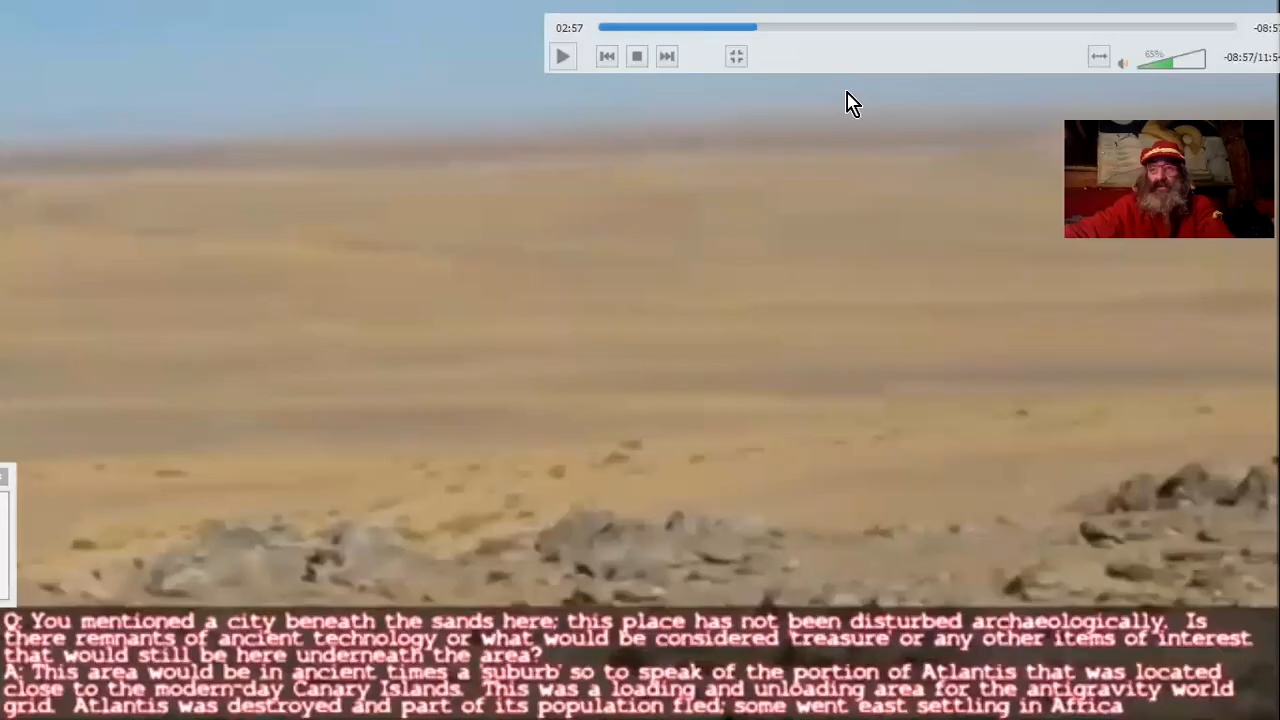 02:57
-08:57
65%
-08:57/11:54
Q: You mentioned a city beneath the sands here; this place has not been disturbed archaeologically. Is
there remnants of ancient technology or what would be considered 'treasure' or any other items of interest
that would still be here underneath the area?
A: This area would be in ancient times a 'suburb' so to speak of the portion of Atlantis that was located
close to the modern-day Canary Islands. This was a loading and unloading area for the antigravity world
grid. Atlantis was destroyed and part of its population fled; some went east settling in Africa